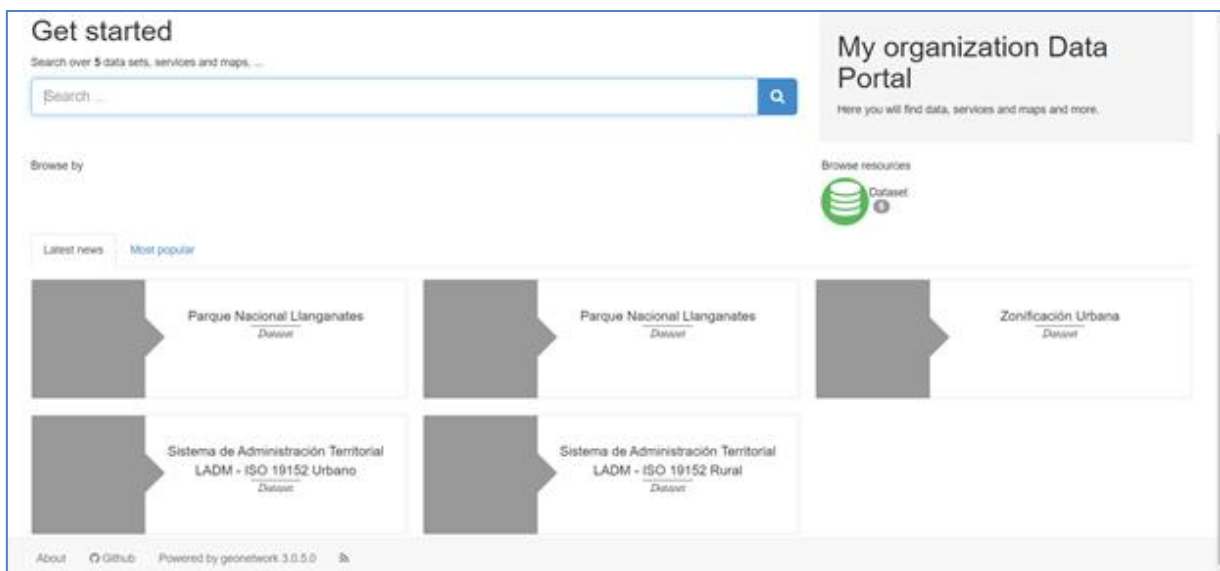 Get started
My organization Data
Portal
Search over 5 data sets, services and maps, ...
Search ...
Here you will find data, services and maps and more.
Browse by
Browse resources
Dataset
5
Latest news
Most popular
Parque Nacional Llanganates
Dataset
Parque Nacional Llanganates
Dataset
Zonificación Urbana
Dataset
Sistema de Administración Territorial
LADM - ISO 19152 Urbano
Dataset
Sistema de Administración Territorial
LADM - ISO 19152 Rural
Dataset
About Github Powered by geonetwork 3.0.5.0